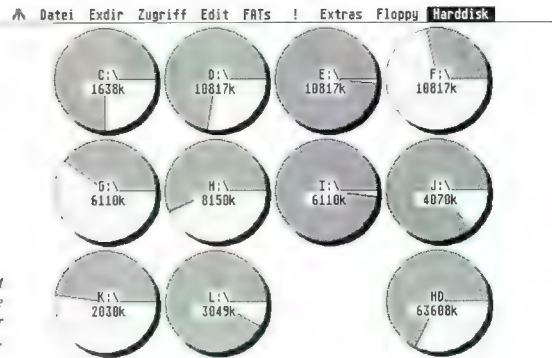 Datei Exdir Zugriff Edit FATs ! Extras Floppy Harddisk
C:\ D:\ E:\ F:\
1638k 10817k 10817k 10817k
G:\ H:\ I:\ J:\
6110k 8150k 6110k 4070k
K:\ L:\ HD
2030k 3049k 63608k